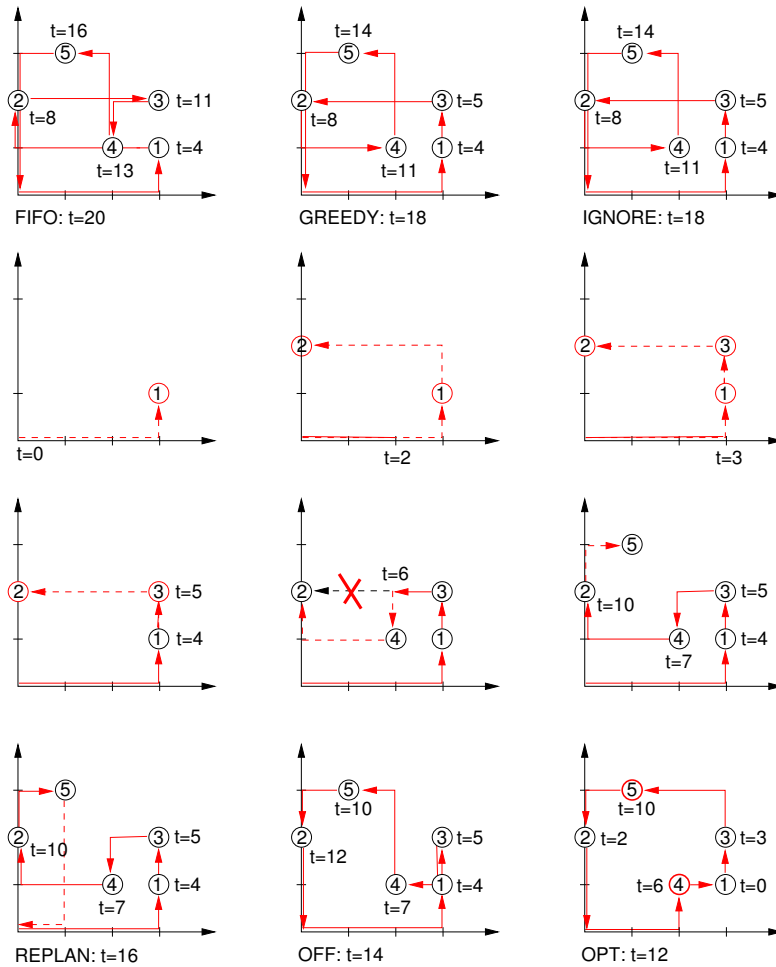 t=16
5
2
3
t=11
t=8
4
1
t=4
t=13
FIFO: t=20
t=14
5
2
3
t=5
t=8
4
1
t=4
t=11
GREEDY: t=18
t=14
5
2
3
t=5
t=8
4
1
t=4
t=11
IGNORE: t=18
1
t=0
2
1
t=2
2
3
1
t=3
2
3
t=5
1
t=4
t=6
2
3
4
1
5
2
3
t=5
t=10
4
1
t=4
t=7
5
2
3
t=5
t=10
4
1
t=4
t=7
REPLAN: t=16
5
t=10
2
3
t=5
t=12
4
1
t=4
t=7
OFF: t=14
5
t=10
2
t=2
3
t=3
t=6
4
1
t=0
OPT: t=12